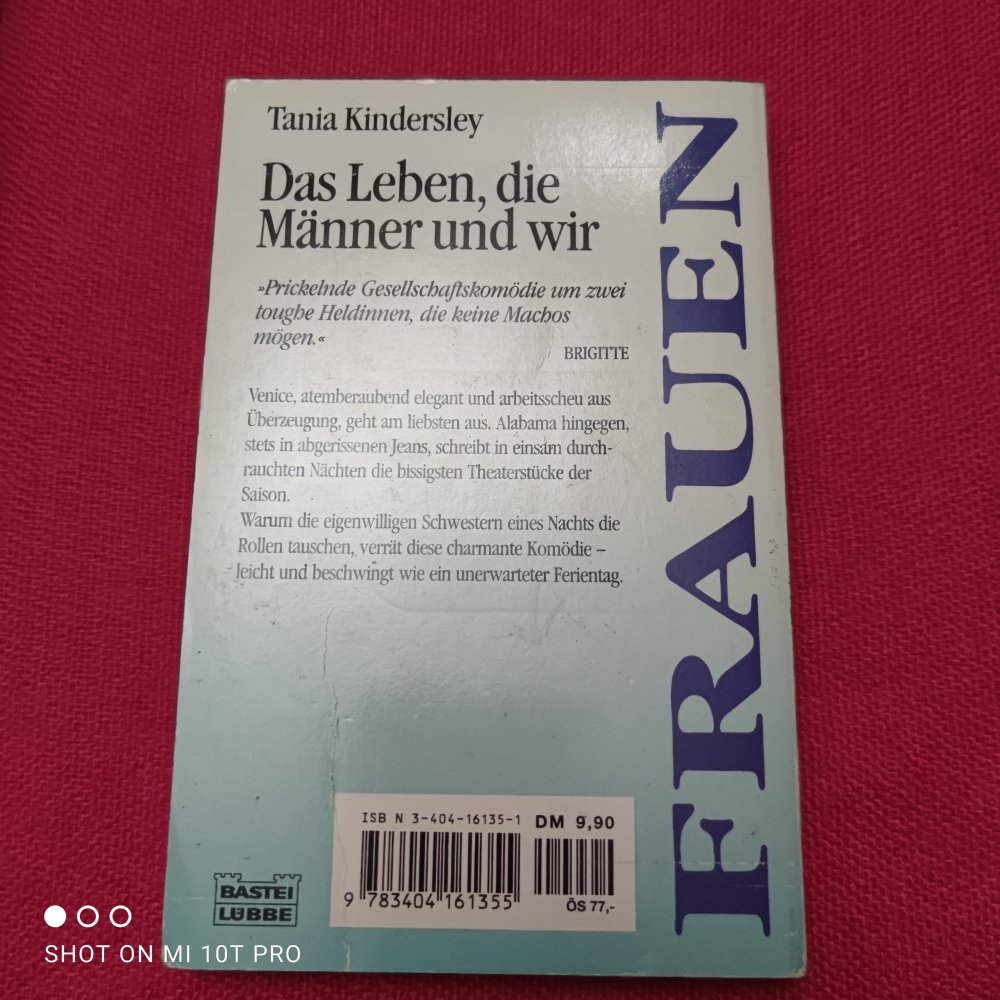 Tania Kindersley
Das Leben, die
Männer und wir
»Prickelnde Gesellschaftskomödie um zwei
toughe Heldinnen, die keine Machos
mögen.«
BRIGITTE
Venice, atemberaubend elegant und arbeitsscheu aus
Überzeugung, geht am liebsten aus. Alabama hingegen,
stets in abgerissenen Jeans, schreibt in einsam durch-
rauchten Nächten die bissigsten Theaterstücke der
Saison.
Warum die eigenwilligen Schwestern eines Nachts die
Rollen tauschen, verrät diese charmante Komödie –
leicht und beschwingt wie ein unerwarteter Ferientag.
FRAUEN
ISBN 3-404-16135-1 DM 9,90
9 783404 161355
ÖS 77,-
BASTEI
LÜBBE
SHOT ON MI 10T PRO